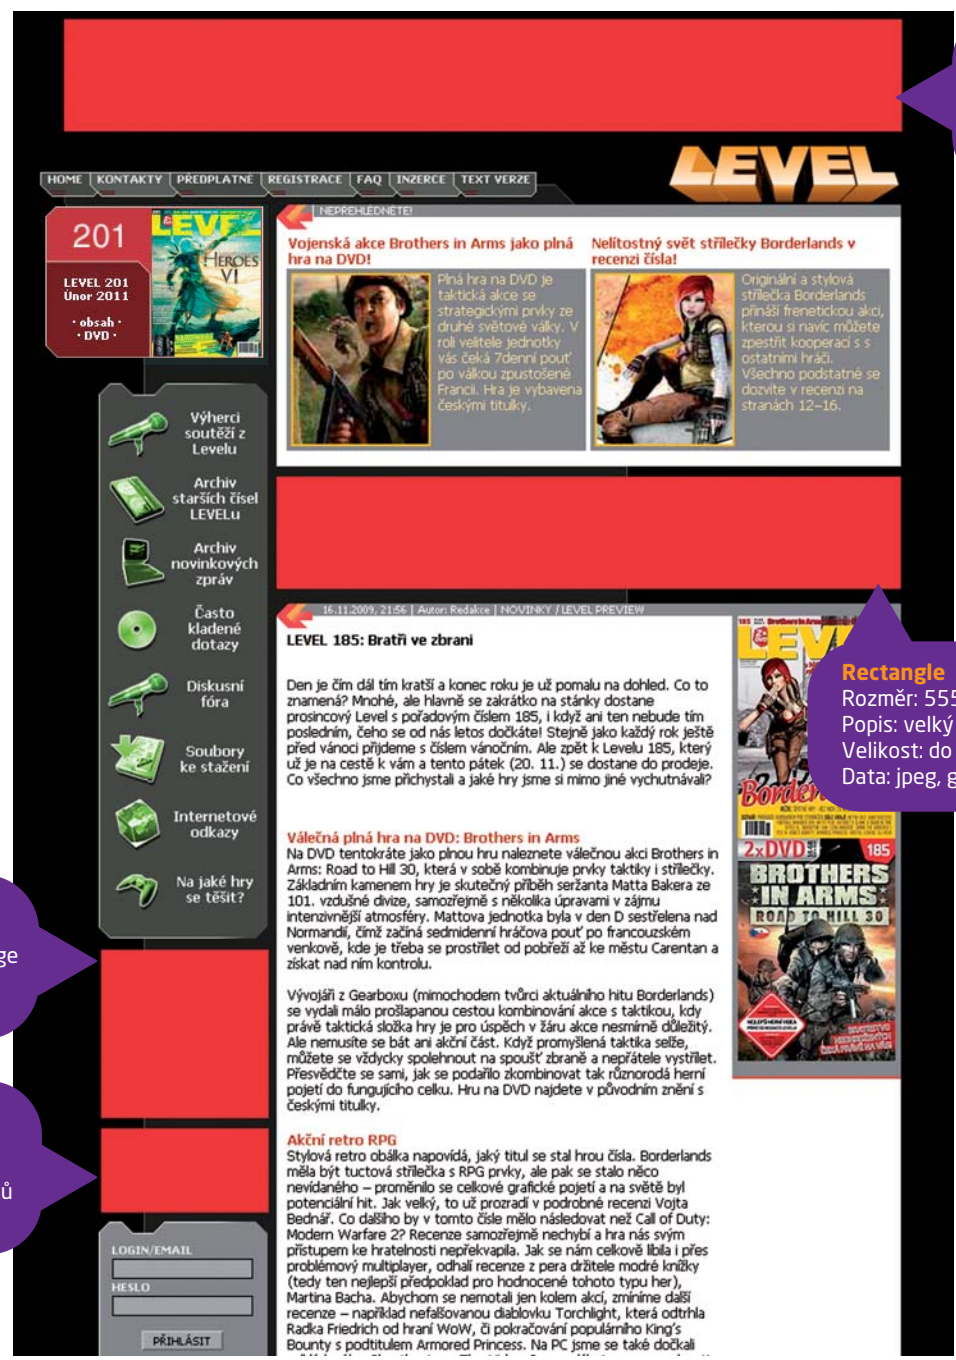 LEVEL
HOME KONTAKTY PŘEDPLATNÉ REGISTRACE FAQ INZERCE TEXT VERZE
201
LEVEL 201
Únor 2011
· obsah ·
· DVD ·
LEVEL
HEROES
VI
NEPŘEHLÉDNĚTE!
Vojenská akce Brothers in Arms jako plná
hra na DVD!
Plná hra na DVD je
taktická akce se
strategickými prvky ze
druhé světové války. V
roli velitele jednotky
vás čeká 7denní pouť
po válkou zpustošené
Francii. Hra je vybavena
českými titulky.
Nelítostný svět střílečky Borderlands v
recenzi čísla!
Originální a stylová
střílečka Borderlands
přináší frenetickou akci,
kterou si navíc můžete
zpestřit kooperací s s
ostatními hráči.
Všechno podstatné se
dozvíte v recenzi na
stranách 12–16.
Výherci
soutěží z
Levelu
Archiv
starších čísel
LEVELu
Archiv
novinkových
zpráv
Často
kladené
dotazy
Diskusní
fóra
Soubory
ke stažení
Internetové
odkazy
Na jaké hry
se těšit?
16.11.2009, 21:56 | Autor: Redakce | NOVINKY / LEVEL PREVIEW
LEVEL 185: Bratři ve zbrani
Den je čím dál tím kratší a konec roku je už pomalu na dohled. Co to
znamená? Mnohé, ale hlavně se zakrátko na stánky dostane
prosincový Level s pořadovým číslem 185, i když ani ten nebude tím
posledním, čeho se od nás letos dočkáte! Stejně jako každý rok ještě
před vánoci přijdeme s číslem vánočním. Ale zpět k Levelu 185, který
už je na cestě k vám a tento pátek (20. 11.) se dostane do prodeje.
Co všechno jsme přichystali a jaké hry jsme si mimo jiné vychutnávali?
Válečná plná hra na DVD: Brothers in Arms
Na DVD tentokráte jako plnou hru naleznete válečnou akci Brothers in
Arms: Road to Hill 30, která v sobě kombinuje prvky taktiky i střílečky.
Základním kamenem hry je skutečný příběh seržanta Matta Bakera ze
101. vzdušné divize, samozřejmě s několika úpravami v zájmu
intenzivnější atmosféry. Mattova jednotka byla v den D sestřelena nad
Normandií, čímž začíná sedmidenní hráčova pouť po francouzském
venkově, kde je třeba se prostřílet od pobřeží až ke městu Carentan a
získat nad ním kontrolu.
Vývojáři z Gearboxu (mimochodem tvůrci aktuálního hitu Borderlands)
se vydali málo prošlapanou cestou kombinování akce s taktikou, kdy
právě taktická složka hry je pro úspěch v žáru akce nesmírně důležitý.
Ale nemusíte se bát ani akční část. Když promyšlená taktika selže,
můžete se vždycky spolehnout na spoušť zbraně a nepřátele vystřílet.
Přesvědčte se sami, jak se podařilo zkombinovat tak různorodá herní
pojetí do fungujícího celku. Hru na DVD najdete v původním znění s
českými titulky.
Akční retro RPG
Stylová retro obálka napovídá, jaký titul se stal hrou čísla. Borderlands
měla být tuctová střílečka s RPG prvky, ale pak se stalo něco
nevídaného – proměnilo se celkové grafické pojetí a na světě byl
potenciální hit. Jak velký, to už prozradí v podrobné recenzi Vojta
Bednář. Co dalšího by v tomto čísle mělo následovat než Call of Duty:
Modern Warfare 2? Recenze samozřejmě nechybí a hra nás svým
přístupem ke hratelnosti nepřekvapila. Jak se nám celkově líbila i přes
problémový multiplayer, odhalí recenze z pera držitele modré knížky
(tedy ten nejlepší předpoklad pro hodnocené tohoto typu her),
Martina Bacha. Abychom se nemotali jen kolem akcí, zmíníme další
recenze – například nefalšovanou diablovku Torchlight, která odtrhla
Radka Friedrich od hraní WoW, či pokračování populárního King's
Bounty s podtitulem Armored Princess. Na PC jsme se také dočkali
185
Rectangle
Rozměr: 555
Popis: velký
Velikost: do
Data: jpeg, g
2xDVD
185
BROTHERS
IN ARMS
ROAD TO HILL 30
ge
ů
LOGIN/EMAIL
HESLO
PŘIHLÁSIT